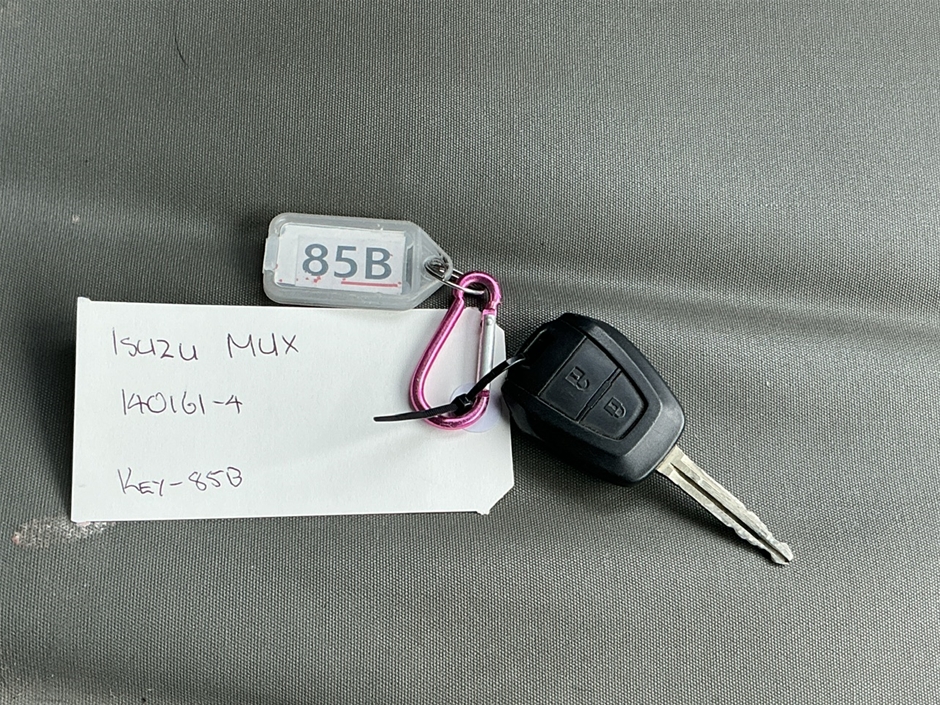 85B
ISUZU MUX
140161-4
KEY-85B